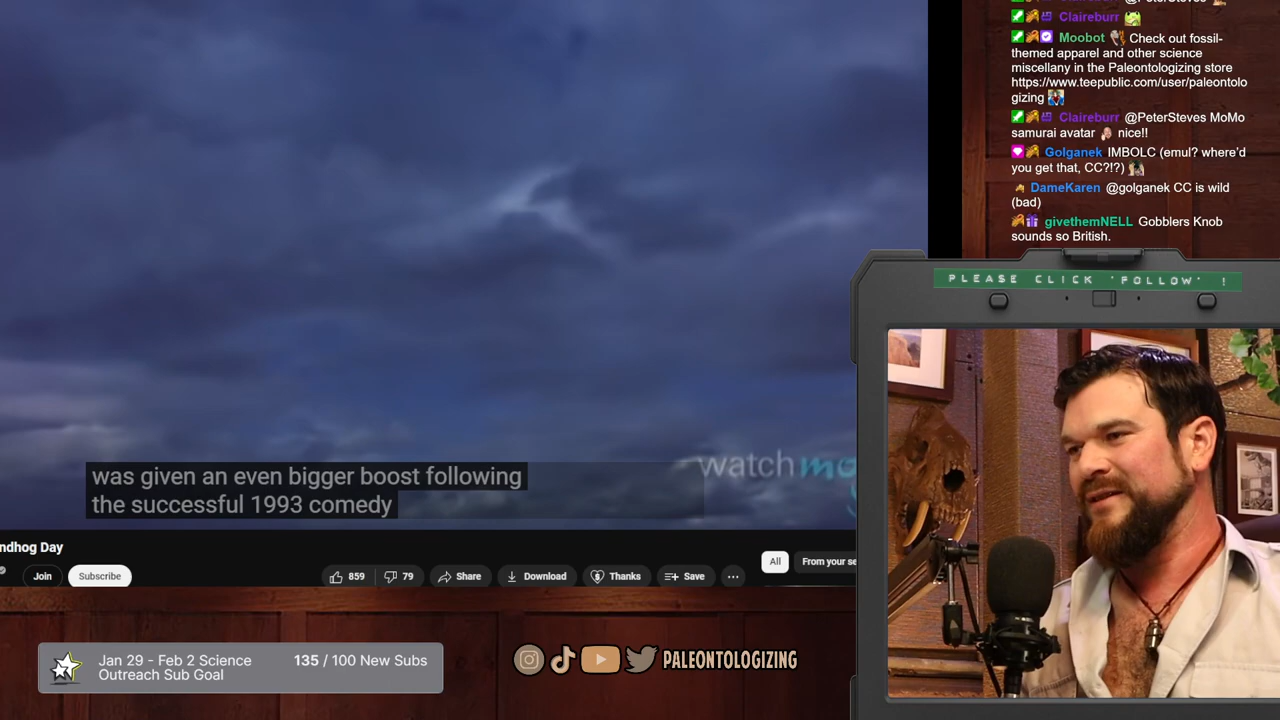 Claireburr
Moobot Check out fossil-
themed apparel and other science
miscellany in the Paleontologizing store
https://www.teepublic.com/user/paleontolo
gizing
Claireburr @PeterSteves MoMo
samurai avatar nice!!
Golganek IMBOLC (emul? where'd
you get that, CC?!?)
DameKaren @golganek CC is wild
(bad)
givethemNELL Gobblers Knob
sounds so British.
PLEASE CLICK 'FOLLOW' !
watchmo
was given an even bigger boost following
the successful 1993 comedy
ndhog Day
Join
Subscribe
859
79
Share
Download
Thanks
Save
...
All
From your se
Jan 29 - Feb 2 Science
Outreach Sub Goal
135 / 100 New Subs
PALEONTOLOGIZING